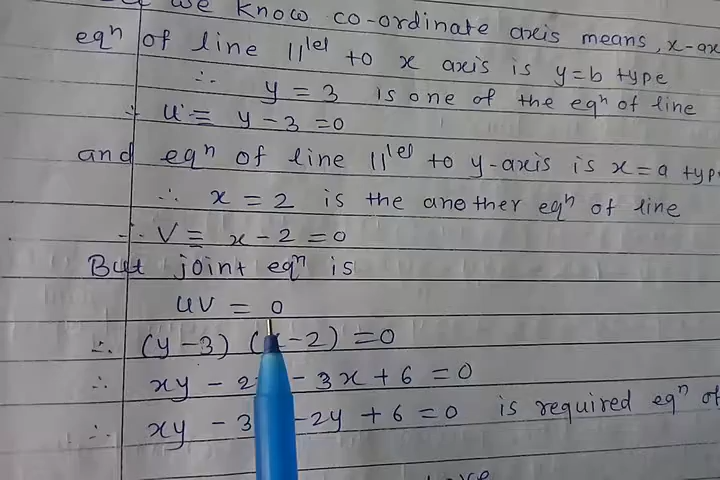 we know co-ordinate axis means, x-ax
eqⁿ of line ||ˡᵉˡ to x axis is y=b type
∴ y = 3 is one of the eqⁿ of line
∴ u ≡ y - 3 = 0
and eqⁿ of line ||ˡᵉˡ to y-axis is x = a typ
∴ x = 2 is the another eqⁿ of line
∴ V ≡ x - 2 = 0
But joint eqⁿ is
uv = 0
∴ (y - 3) ( - 2) = 0
∴ xy - 2 - 3x + 6 = 0
∴ xy - 3 - 2y + 6 = 0 is required eqⁿ of